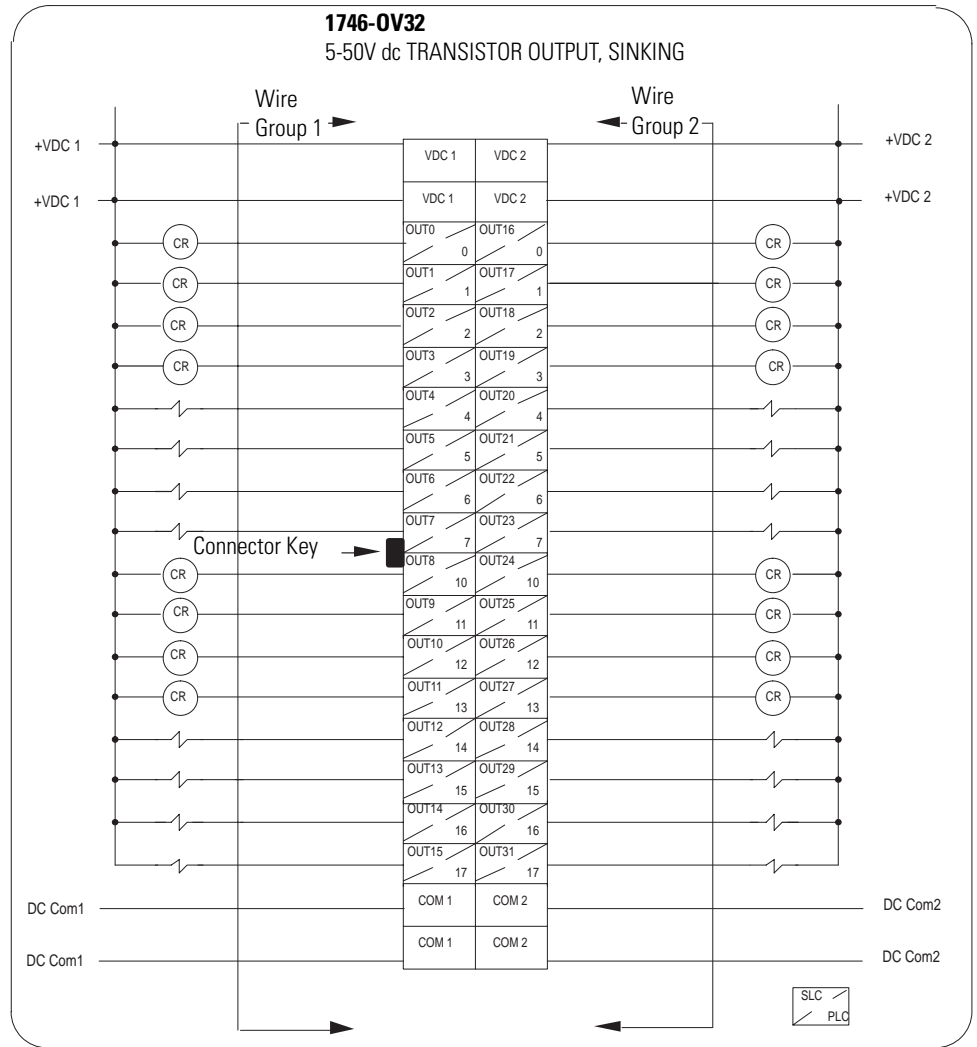 1746-OV32
5-50V dc TRANSISTOR OUTPUT, SINKING
Wire
Group 1
Wire
Group 2
+VDC 1 VDC 1 VDC 2 +VDC 2
+VDC 1 VDC 1 VDC 2 +VDC 2
CR OUT0 0 OUT16 0 CR
CR OUT1 1 OUT17 1 CR
CR OUT2 2 OUT18 2 CR
CR OUT3 3 OUT19 3 CR
OUT4 4 OUT20 4
OUT5 5 OUT21 5
OUT6 6 OUT22 6
OUT7 7 OUT23 7
Connector Key
CR OUT8 10 OUT24 10 CR
CR OUT9 11 OUT25 11 CR
CR OUT10 12 OUT26 12 CR
CR OUT11 13 OUT27 13 CR
OUT12 14 OUT28 14
OUT13 15 OUT29 15
OUT14 16 OUT30 16
OUT15 17 OUT31 17
DC Com1 COM 1 COM 2 DC Com2
DC Com1 COM 1 COM 2 DC Com2
SLC
PLC